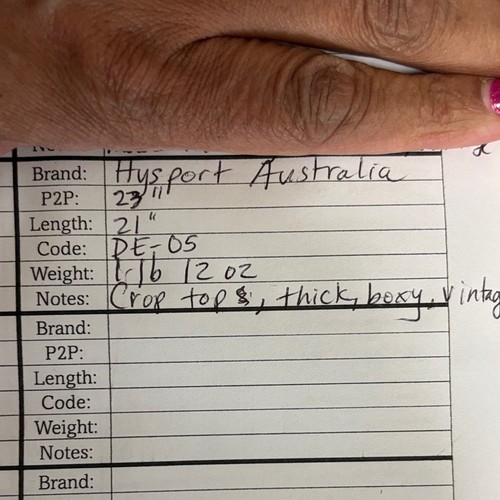 Brand: Hysport Australia
P2P: 23"
Length: 21"
Code: DE-05
Weight: 1 lb 12 oz
Notes: Crop top, thick, boxy, vintag
Brand:
P2P:
Length:
Code:
Weight:
Notes:
Brand: